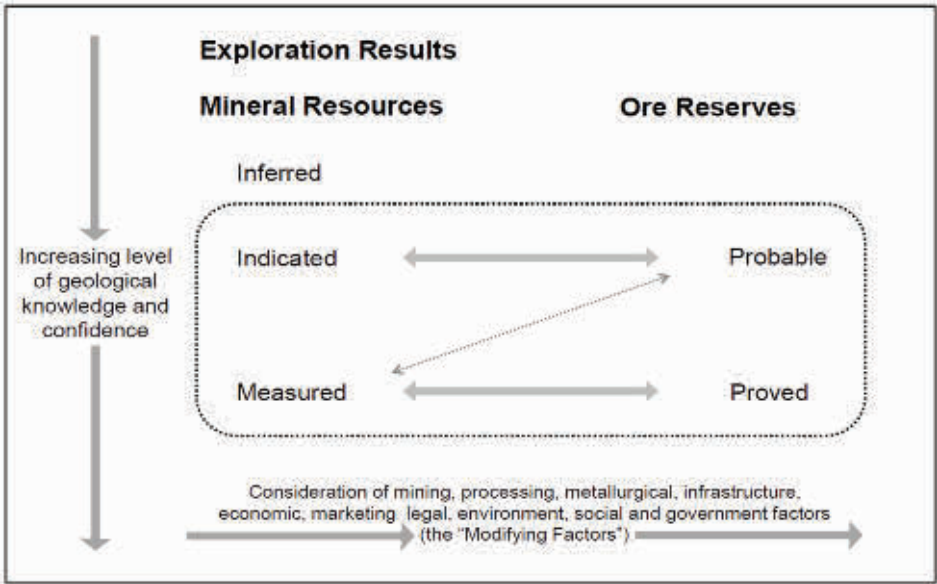 Exploration Results
Mineral Resources
Ore Reserves
Inferred
Increasing level
of geological
knowledge and
confidence
Indicated
Probable
Measured
Proved
Consideration of mining, processing, metallurgical, infrastructure,
economic, marketing, legal, environment, social and government factors
(the “Modifying Factors”)